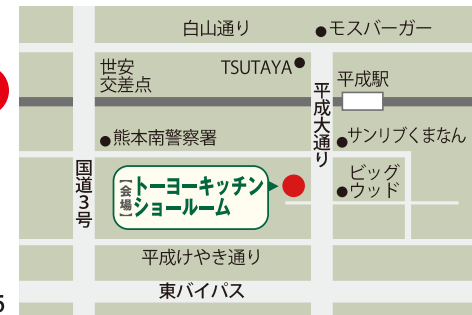 白山通り
モスバーガー
世安
交差点
TSUTAYA
平成駅
平成大通り
熊本南警察署
サンリブくまなん
国道3号
【会場】
トーヨーキッチン
ショールーム
ビッグ
ウッド
平成けやき通り
東バイパス
5